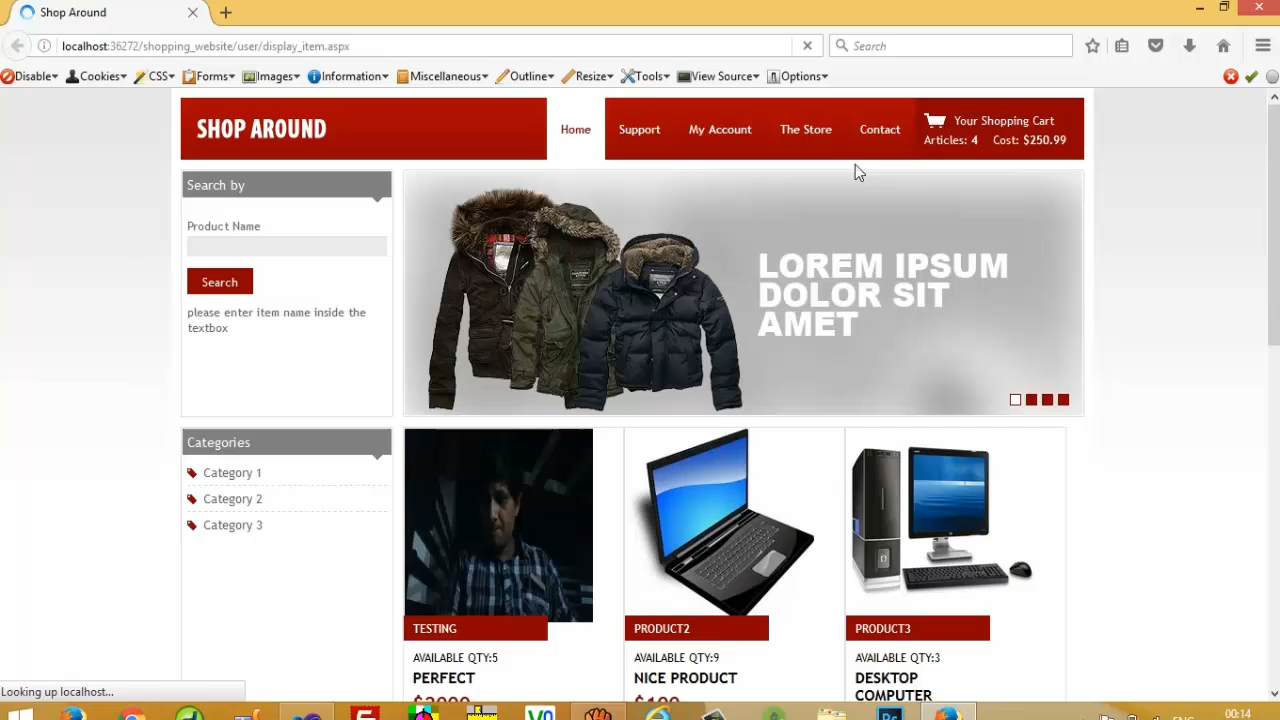 Shop Around
localhost:36272/shopping_website/user/display_item.aspx
Search
Disable
Cookies
CSS
Forms
Images
Information
Miscellaneous
Outline
Resize
Tools
View Source
Options
SHOP AROUND
Home
Support
My Account
The Store
Contact
Your Shopping Cart
Articles: 4 Cost: $250.99
Search by
Product Name
Search
please enter item name inside the
textbox
LOREM IPSUM
DOLOR SIT
AMET
Categories
Category 1
Category 2
Category 3
TESTING
AVAILABLE QTY:5
PERFECT
PRODUCT2
AVAILABLE QTY:9
NICE PRODUCT
PRODUCT3
AVAILABLE QTY:3
DESKTOP
COMPUTER
Looking up localhost...
00:14